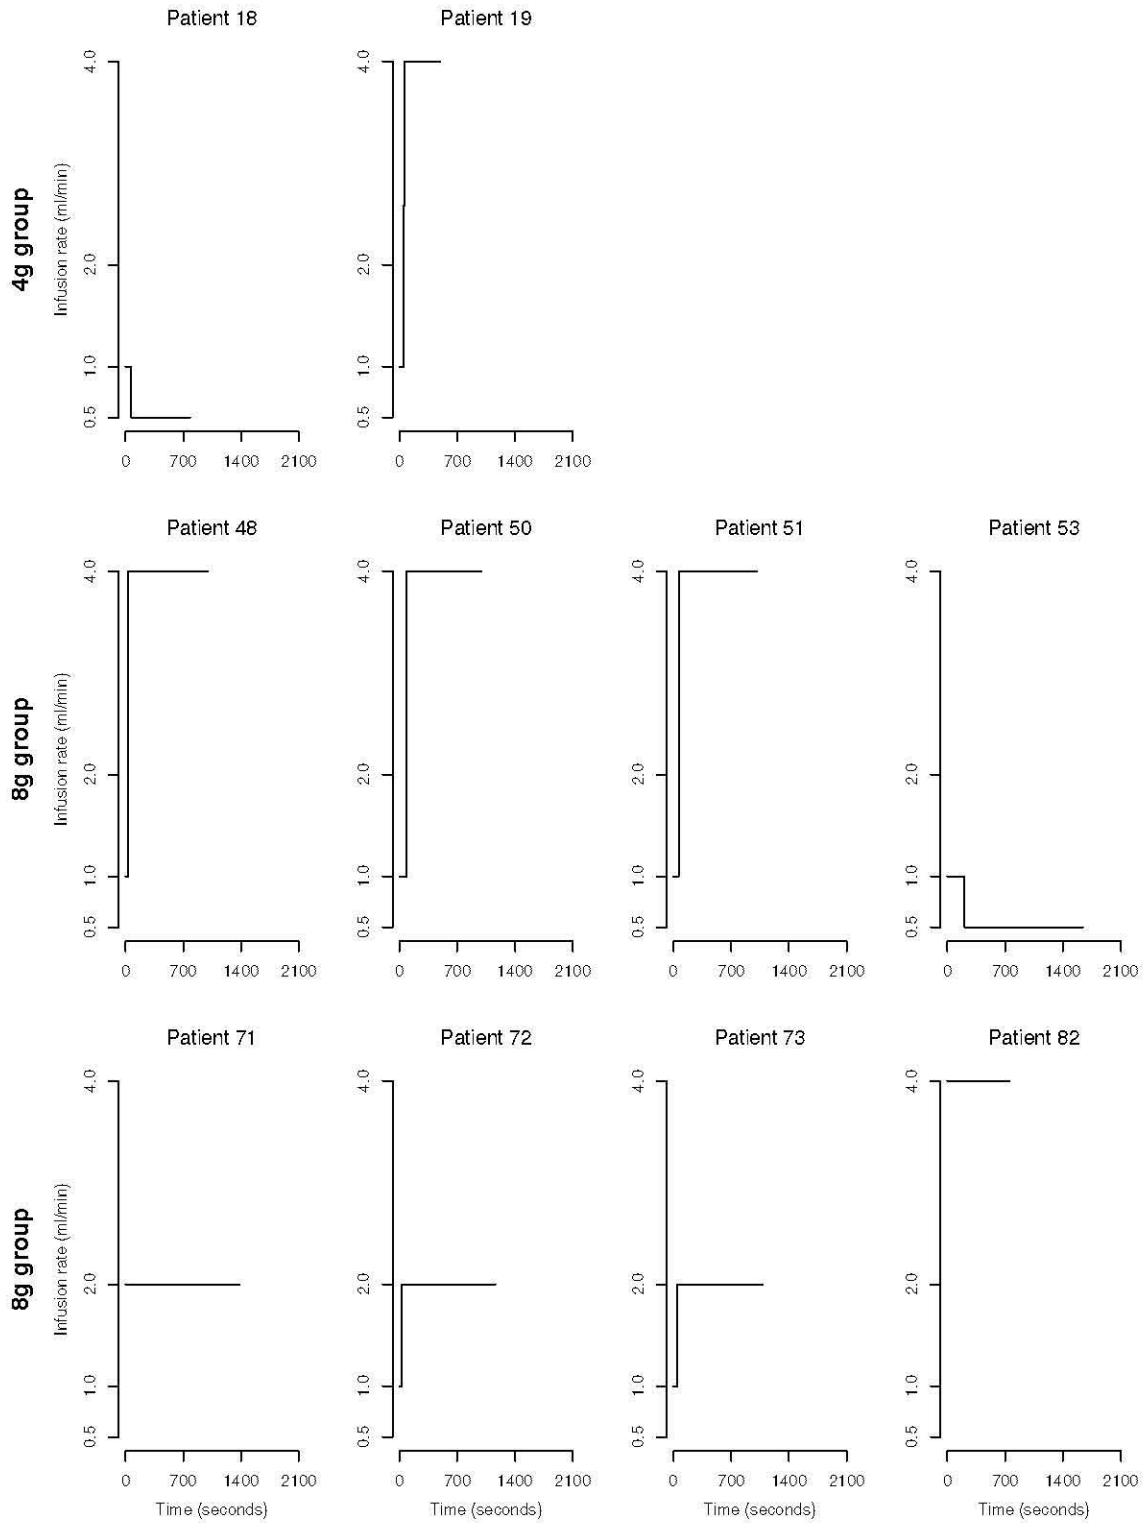 Patient 18 Patient 19
4g group
Infusion rate (ml/min)
4.0 4.0
2.0 2.0
1.0 1.0
0.5 0.5
0 700 1400 2100 0 700 1400 2100
Patient 48 Patient 50 Patient 51 Patient 53
8g group
Infusion rate (ml/min)
4.0 4.0 4.0 4.0
2.0 2.0 2.0 2.0
1.0 1.0 1.0 1.0
0.5 0.5 0.5 0.5
0 700 1400 2100 0 700 1400 2100 0 700 1400 2100 0 700 1400 2100
Patient 71 Patient 72 Patient 73 Patient 82
8g group
Infusion rate (ml/min)
4.0 4.0 4.0 4.0
2.0 2.0 2.0 2.0
1.0 1.0 1.0 1.0
0.5 0.5 0.5 0.5
0 700 1400 2100 0 700 1400 2100 0 700 1400 2100 0 700 1400 2100
Time (seconds) Time (seconds) Time (seconds) Time (seconds)